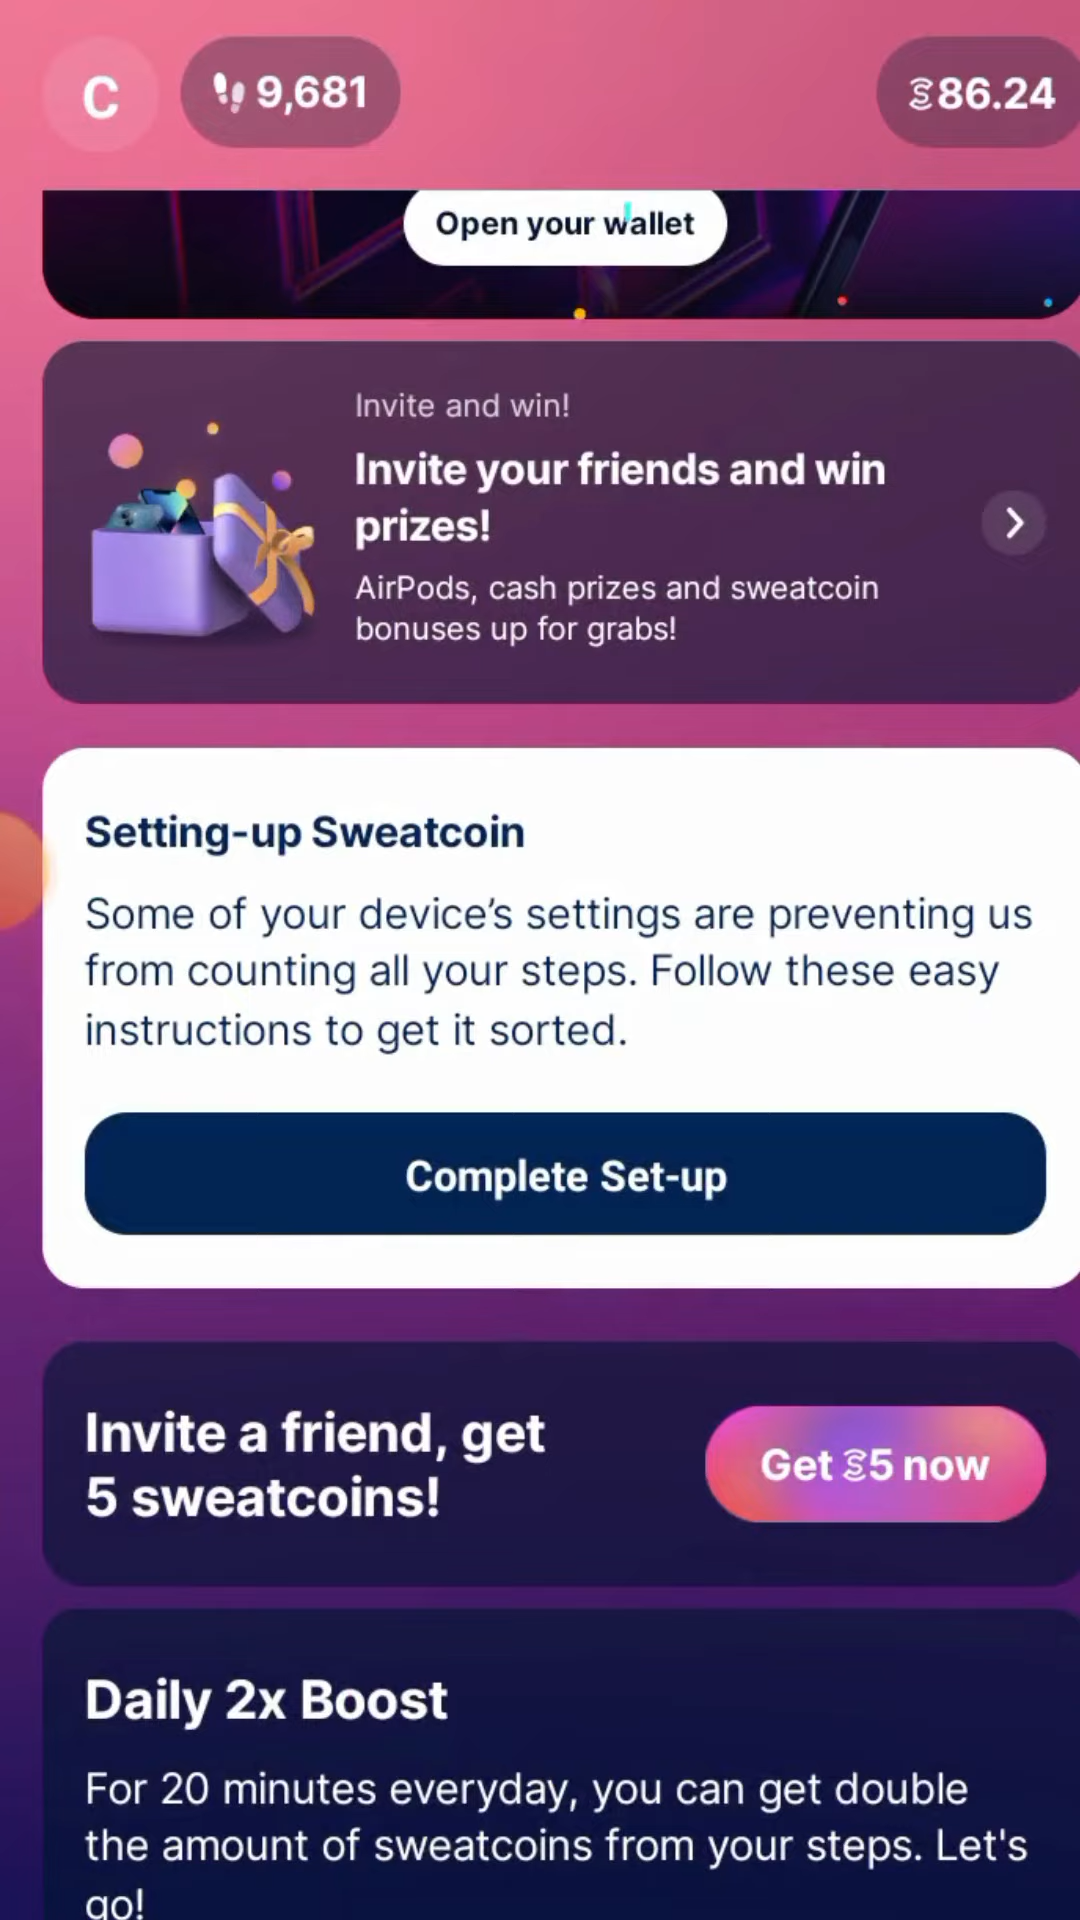 C
9,681
86.24
Open your wallet
Invite and win!
Invite your friends and win
prizes!
AirPods, cash prizes and sweatcoin
bonuses up for grabs!
Setting-up Sweatcoin
Some of your device’s settings are preventing us
from counting all your steps. Follow these easy
instructions to get it sorted.
Complete Set-up
Invite a friend, get
5 sweatcoins!
Get 5 now
Daily 2x Boost
For 20 minutes everyday, you can get double
the amount of sweatcoins from your steps. Let's
go!